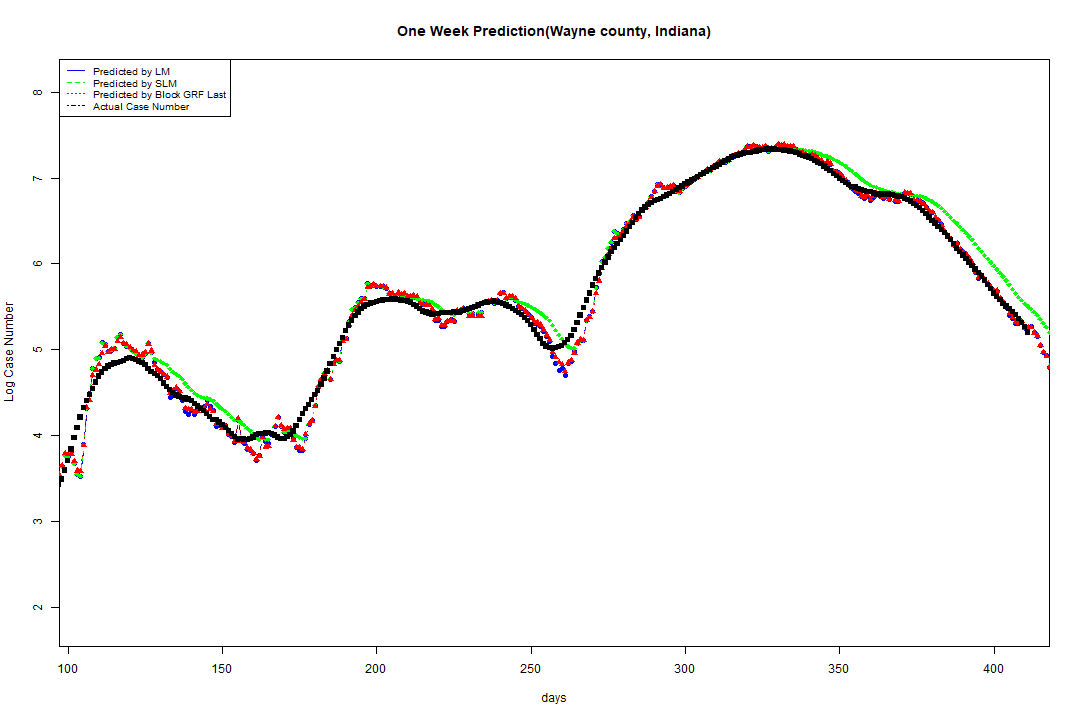 One Week Prediction(Wayne county, Indiana)
Predicted by LM
Predicted by SLM
Predicted by Block GRF Last
Actual Case Number
8
7
6
5
4
3
2
Log Case Number
100 150 200 250 300 350 400
days